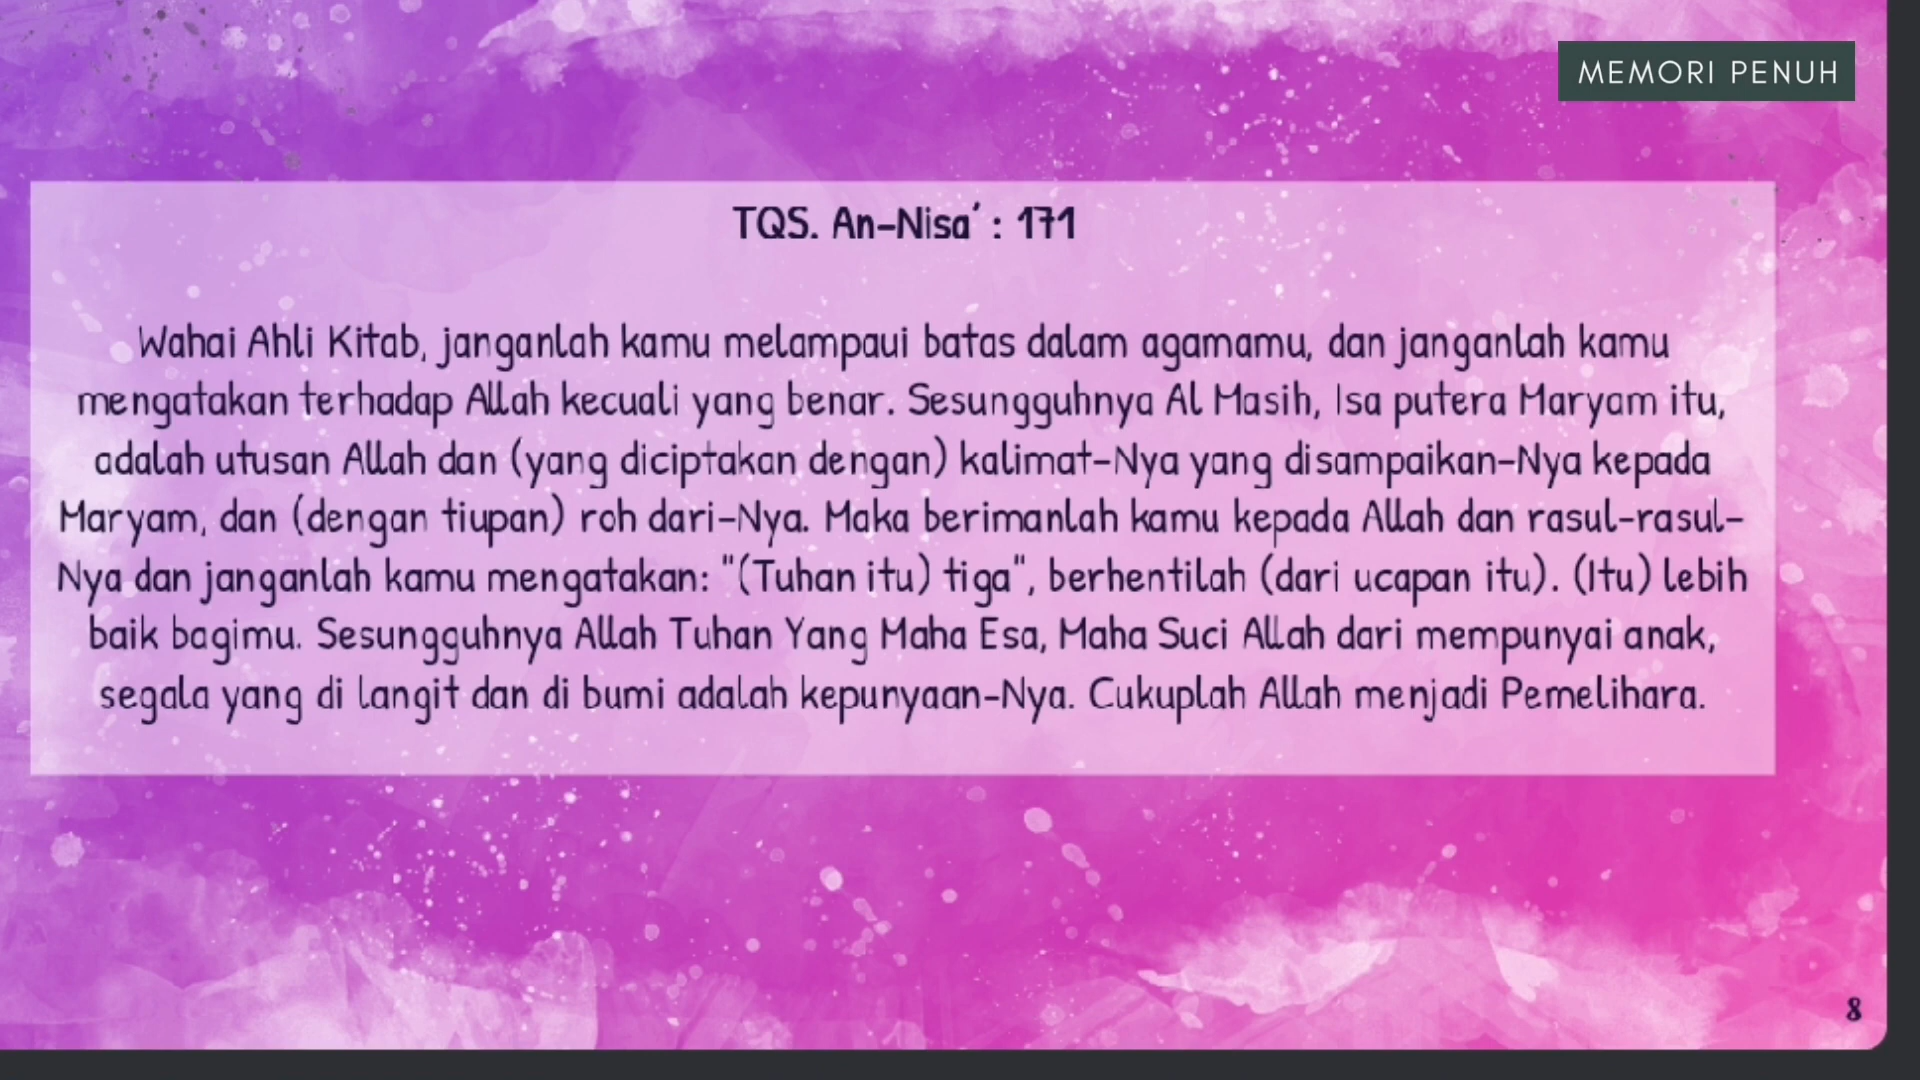 MEMORI PENUH
TQS. An-Nisa' : 171
Wahai Ahli Kitab, janganlah kamu melampaui batas dalam agamamu, dan janganlah kamu
mengatakan terhadap Allah kecuali yang benar. Sesungguhnya Al Masih, Isa putera Maryam itu,
adalah utusan Allah dan (yang diciptakan dengan) kalimat-Nya yang disampaikan-Nya kepada
Maryam, dan (dengan tiupan) roh dari-Nya. Maka berimanlah kamu kepada Allah dan rasul-rasul-
Nya dan janganlah kamu mengatakan: "(Tuhan itu) tiga", berhentilah (dari ucapan itu). (Itu) lebih
baik bagimu. Sesungguhnya Allah Tuhan Yang Maha Esa, Maha Suci Allah dari mempunyai anak,
segala yang di langit dan di bumi adalah kepunyaan-Nya. Cukuplah Allah menjadi Pemelihara.
8